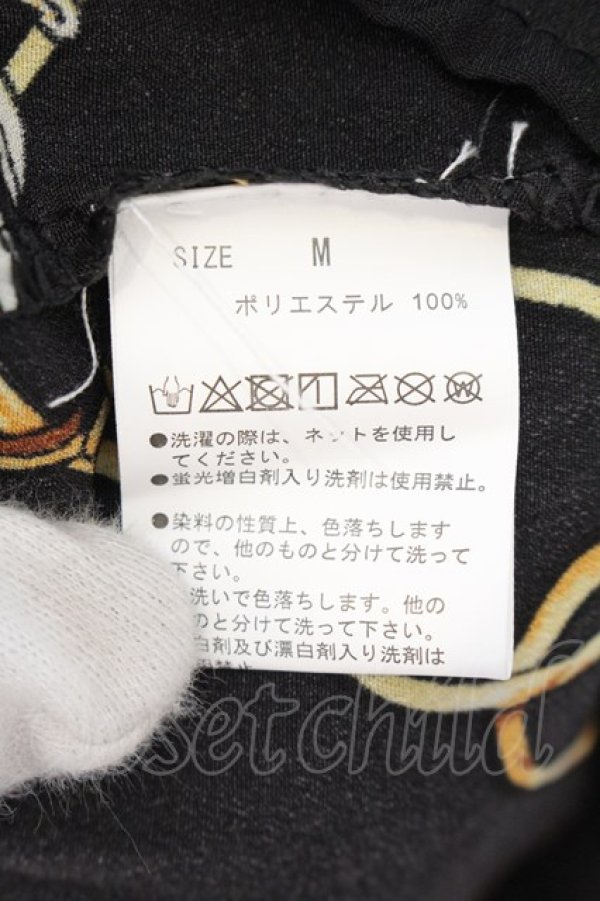 SIZE M
ポリエステル 100%
●洗濯の際は、ネットを使用し
てください。
●蛍光増白剤入り洗剤は使用禁止。
●染料の性質上、色落ちします
ので、他のものと分けて洗って
下さい。
洗いで色落ちします。他の
のと分けて洗って下さい。
白剤及び漂白剤入り洗剤は
禁止
setchild